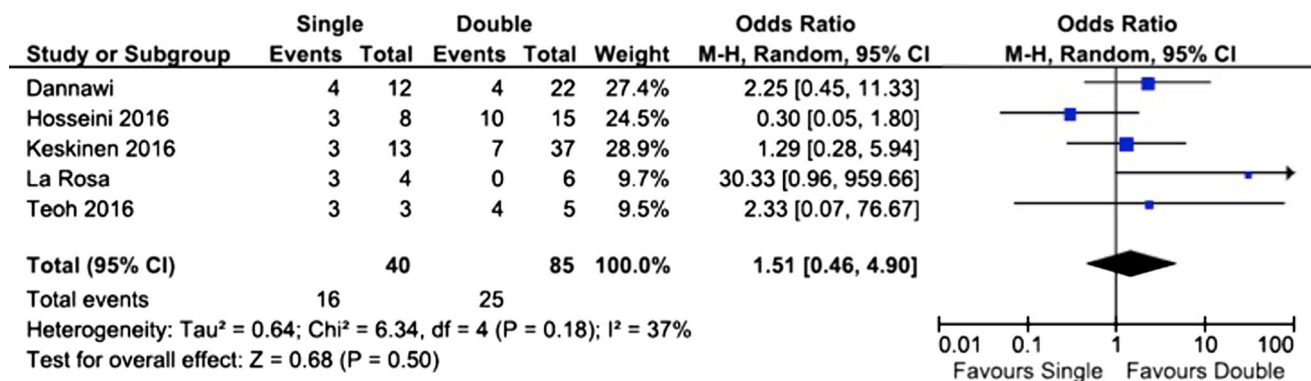 Single Double Odds Ratio Odds Ratio
Study or Subgroup Events Total Events Total Weight M-H, Random, 95% CI M-H, Random, 95% CI
Dannawi 4 12 4 22 27.4% 2.25 [0.45, 11.33]
Hosseini 2016 3 8 10 15 24.5% 0.30 [0.05, 1.80]
Keskinen 2016 3 13 7 37 28.9% 1.29 [0.28, 5.94]
La Rosa 3 4 0 6 9.7% 30.33 [0.96, 959.66]
Teoh 2016 3 3 4 5 9.5% 2.33 [0.07, 76.67]
Total (95% CI) 40 85 100.0% 1.51 [0.46, 4.90]
Total events 16 25
Heterogeneity: Tau² = 0.64; Chi² = 6.34, df = 4 (P = 0.18); I² = 37%
Test for overall effect: Z = 0.68 (P = 0.50)
0.01 0.1 1 10 100
Favours Single Favours Double